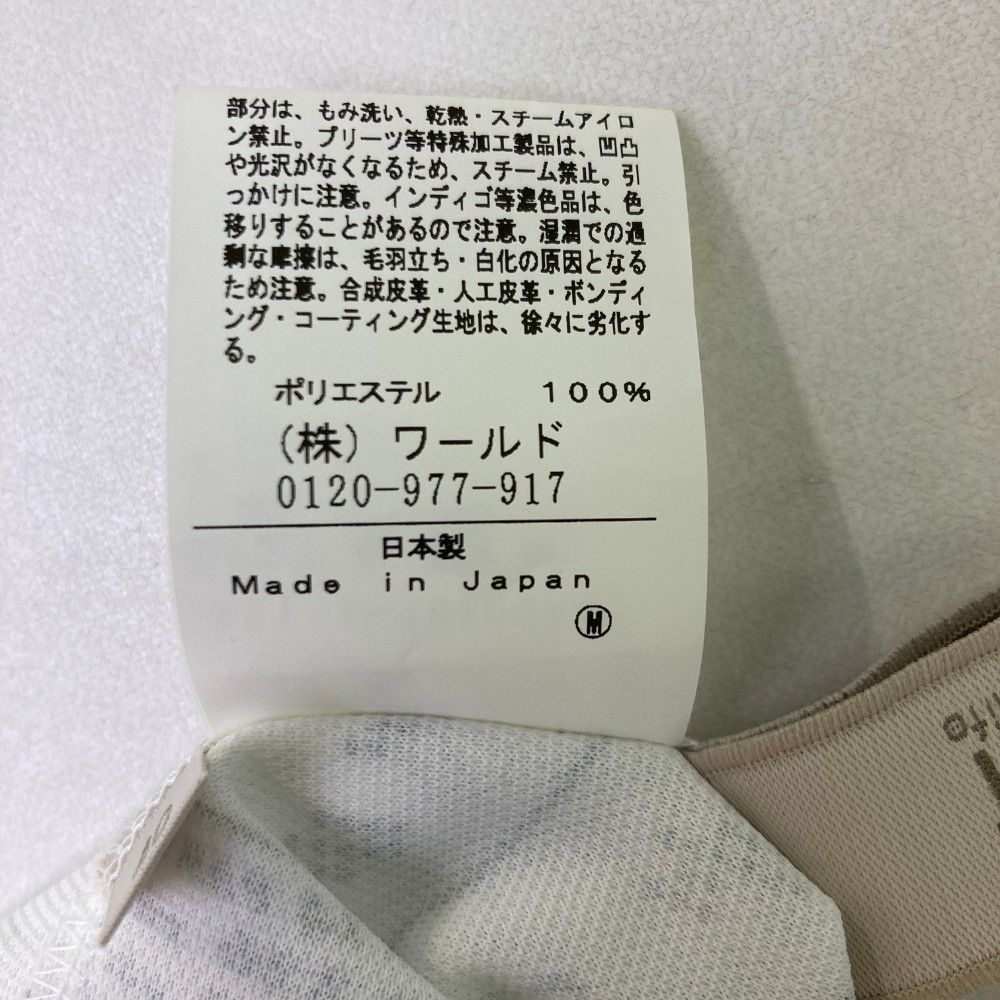 部分は、もみ洗い、乾熱・スチームアイロ
ン禁止。プリーツ等特殊加工製品は、凹凸
や光沢がなくなるため、スチーム禁止。引
っかけに注意。インディゴ等濃色品は、色
移りすることがあるので注意。湿潤での過
剰な摩擦は、毛羽立ち・白化の原因となる
ため注意。合成皮革・人工皮革・ボンディ
ング・コーティング生地は、徐々に劣化す
る。
ポリエステル 100%
(株) ワールド
0120-977-917
日本製
Made in Japan
Ⓜ